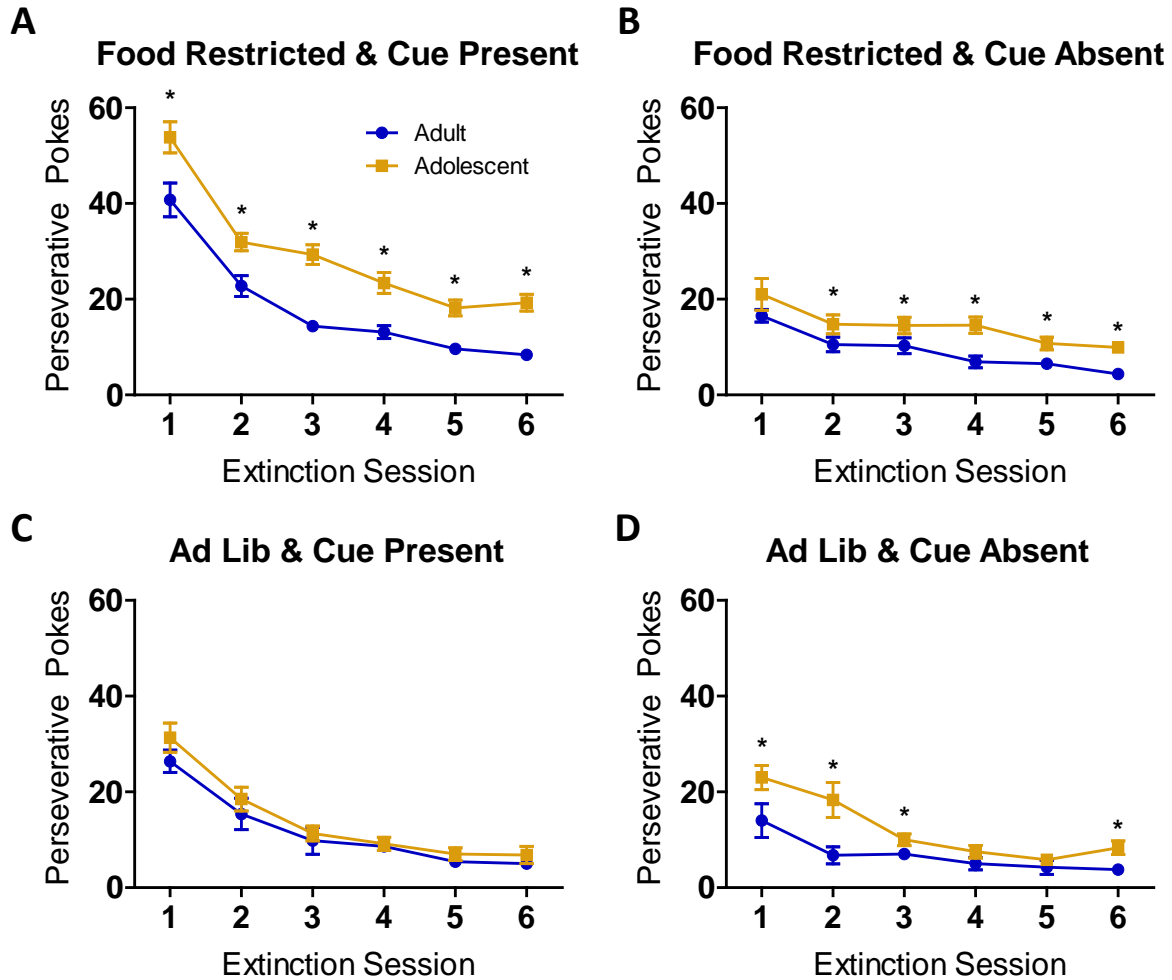 A
Food Restricted & Cue Present
Perseverative Pokes
60
40
20
0
*
*
*
*
*
*
Adult
Adolescent
1 2 3 4 5 6
Extinction Session
B
Food Restricted & Cue Absent
Perseverative Pokes
60
40
20
0
*
*
*
*
*
1 2 3 4 5 6
Extinction Session
C
Ad Lib & Cue Present
Perseverative Pokes
60
40
20
0
1 2 3 4 5 6
Extinction Session
D
Ad Lib & Cue Absent
Perseverative Pokes
60
40
20
0
*
*
*
*
1 2 3 4 5 6
Extinction Session